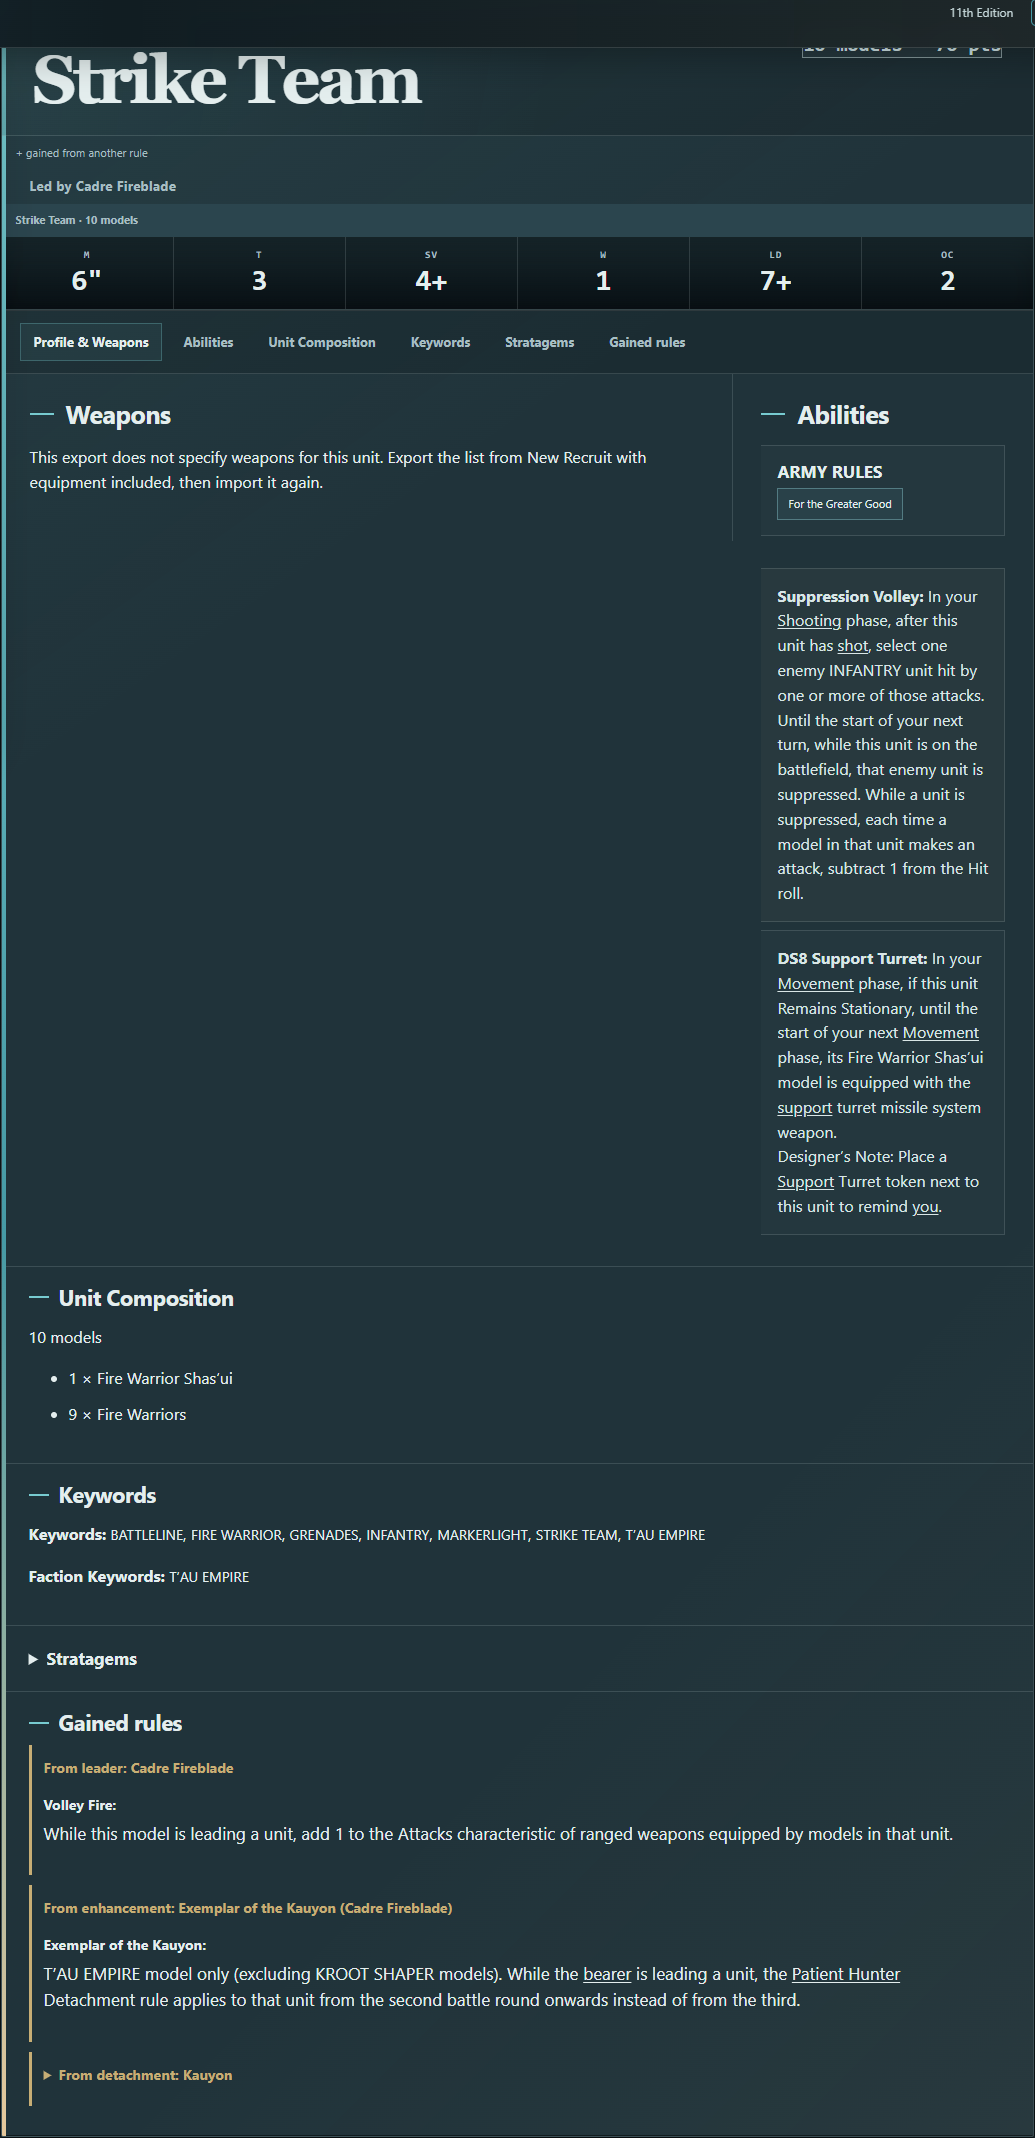 11th Edition
Strike Team
+ gained from another rule
Led by Cadre Fireblade
Strike Team · 10 models
M
6"
T
3
SV
4+
W
1
LD
7+
OC
2
Profile & Weapons
Abilities
Unit Composition
Keywords
Stratagems
Gained rules
Weapons
This export does not specify weapons for this unit. Export the list from New Recruit with
equipment included, then import it again.
Abilities
ARMY RULES
For the Greater Good
Suppression Volley: In your
Shooting phase, after this
unit has shot, select one
enemy INFANTRY unit hit by
one or more of those attacks.
Until the start of your next
turn, while this unit is on the
battlefield, that enemy unit is
suppressed. While a unit is
suppressed, each time a
model in that unit makes an
attack, subtract 1 from the Hit
roll.
DS8 Support Turret: In your
Movement phase, if this unit
Remains Stationary, until the
start of your next Movement
phase, its Fire Warrior Shas’ui
model is equipped with the
support turret missile system
weapon.
Designer’s Note: Place a
Support Turret token next to
this unit to remind you.
Unit Composition
10 models
• 1 × Fire Warrior Shas’ui
• 9 × Fire Warriors
Keywords
Keywords: BATTLELINE, FIRE WARRIOR, GRENADES, INFANTRY, MARKERLIGHT, STRIKE TEAM, T’AU EMPIRE
Faction Keywords: T’AU EMPIRE
Stratagems
Gained rules
From leader: Cadre Fireblade
Volley Fire:
While this model is leading a unit, add 1 to the Attacks characteristic of ranged weapons equipped by models in that unit.
From enhancement: Exemplar of the Kauyon (Cadre Fireblade)
Exemplar of the Kauyon:
T’AU EMPIRE model only (excluding KROOT SHAPER models). While the bearer is leading a unit, the Patient Hunter
Detachment rule applies to that unit from the second battle round onwards instead of from the third.
From detachment: Kauyon